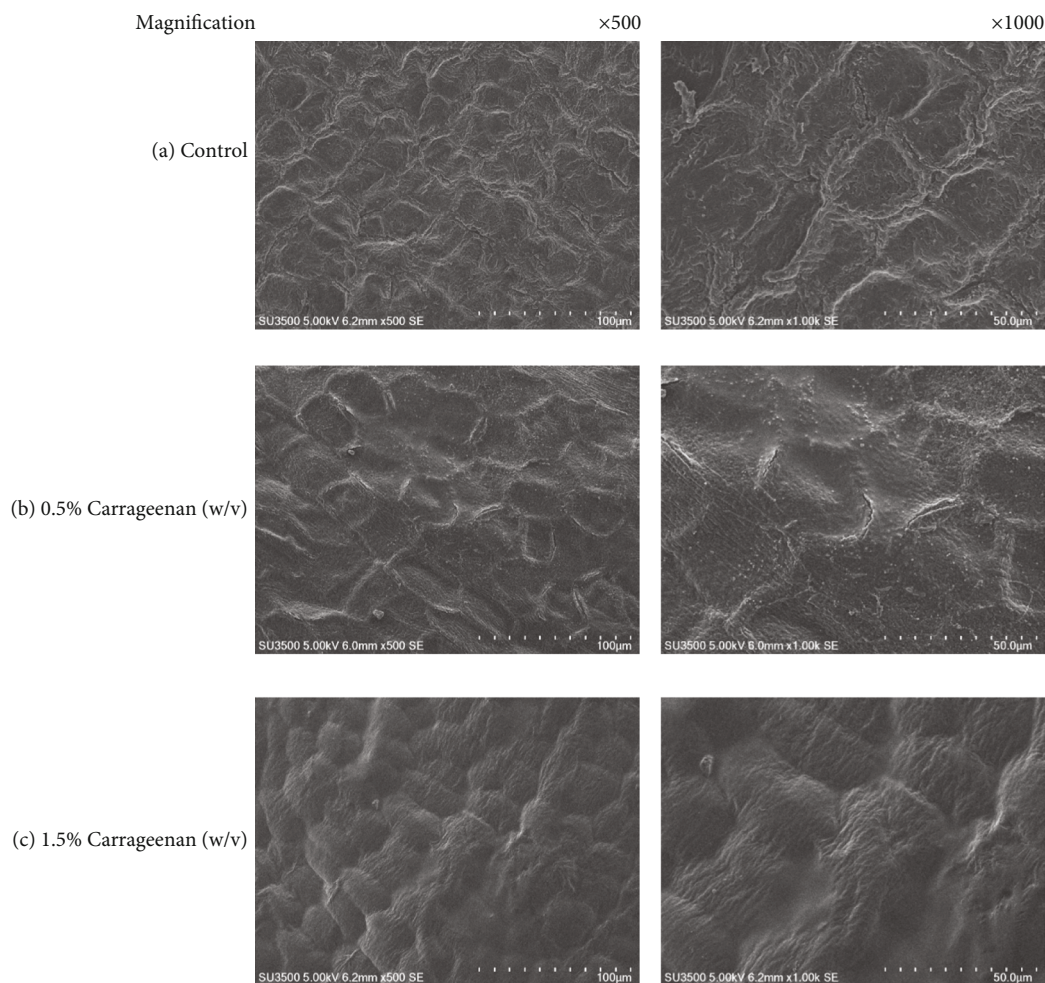 Magnification ×500 ×1000
(a) Control
SU3500 5.00kV 6.2mm x500 SE 100µm
SU3500 5.00kV 6.2mm x1.00k SE 50.0µm
(b) 0.5% Carrageenan (w/v)
SU3500 5.00kV 6.0mm x500 SE 100µm
SU3500 5.00kV 6.0mm x1.00k SE 50.0µm
(c) 1.5% Carrageenan (w/v)
SU3500 5.00kV 6.2mm x500 SE 100µm
SU3500 5.00kV 6.2mm x1.00k SE 50.0µm